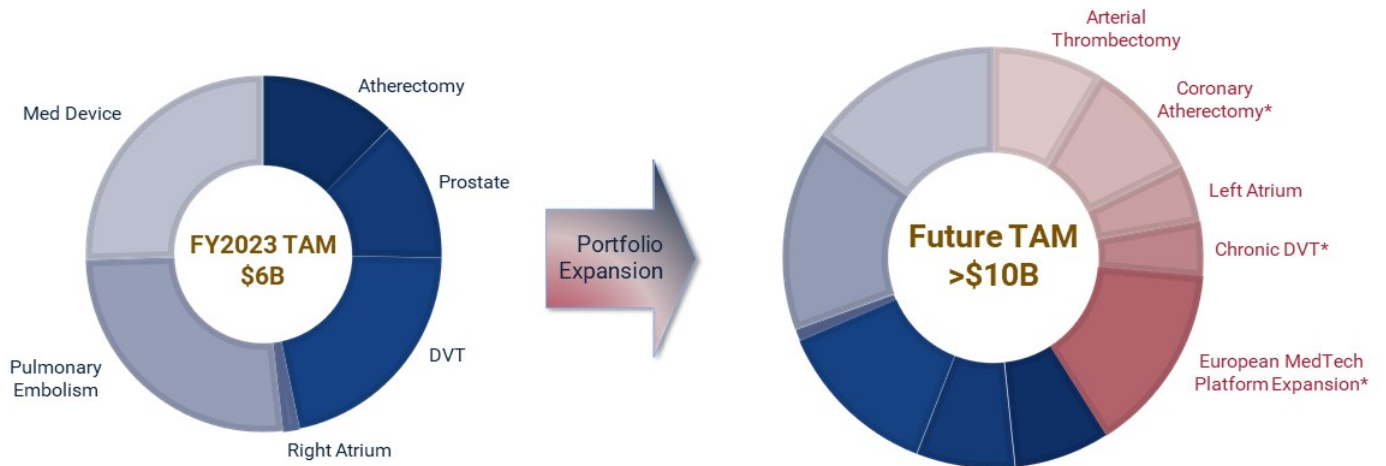 Med Device
Atherectomy
Prostate
FY2023 TAM
$6B
DVT
Pulmonary
Embolism
Right Atrium
Portfolio
Expansion
Arterial
Thrombectomy
Coronary
Atherectomy*
Left Atrium
Future TAM
>$10B
Chronic DVT*
European MedTech
Platform Expansion*